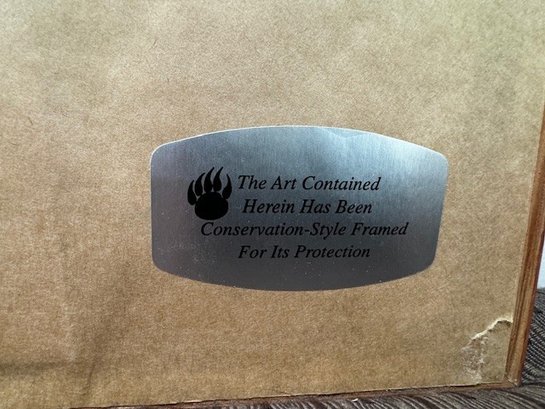 The Art Contained
Herein Has Been
Conservation-Style Framed
For Its Protection